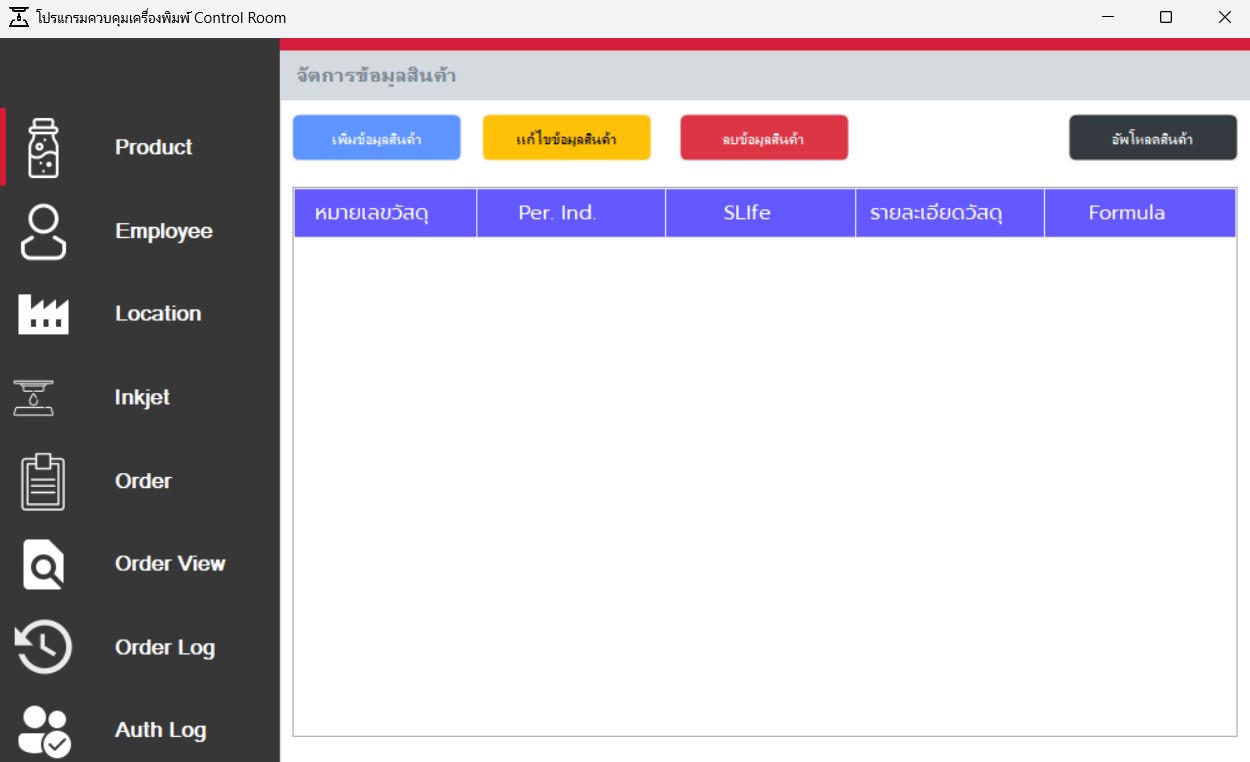 โปรแกรมควบคุมเครื่องพิมพ์ Control Room
จัดการข้อมูลสินค้า
เพิ่มข้อมูลสินค้า
แก้ไขข้อมูลสินค้า
ลบข้อมูลสินค้า
อัพโหลดสินค้า
หมายเลขวัสดุ
Per. Ind.
SLIfe
รายละเอียดวัสดุ
Formula
Product
Employee
Location
Inkjet
Order
Order View
Order Log
Auth Log